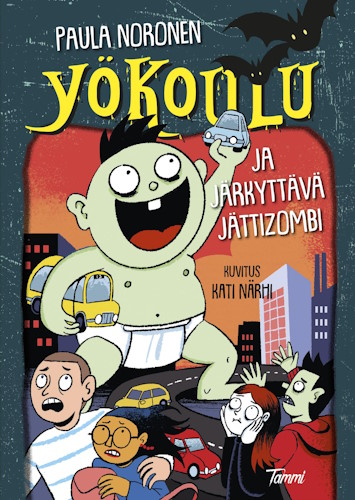 PAULA NORONEN
YÖKOULU
JA
JÄRKYTTÄVÄ
JÄTTIZOMBI
KUVITUS
KATI NÄRHI
Tammi